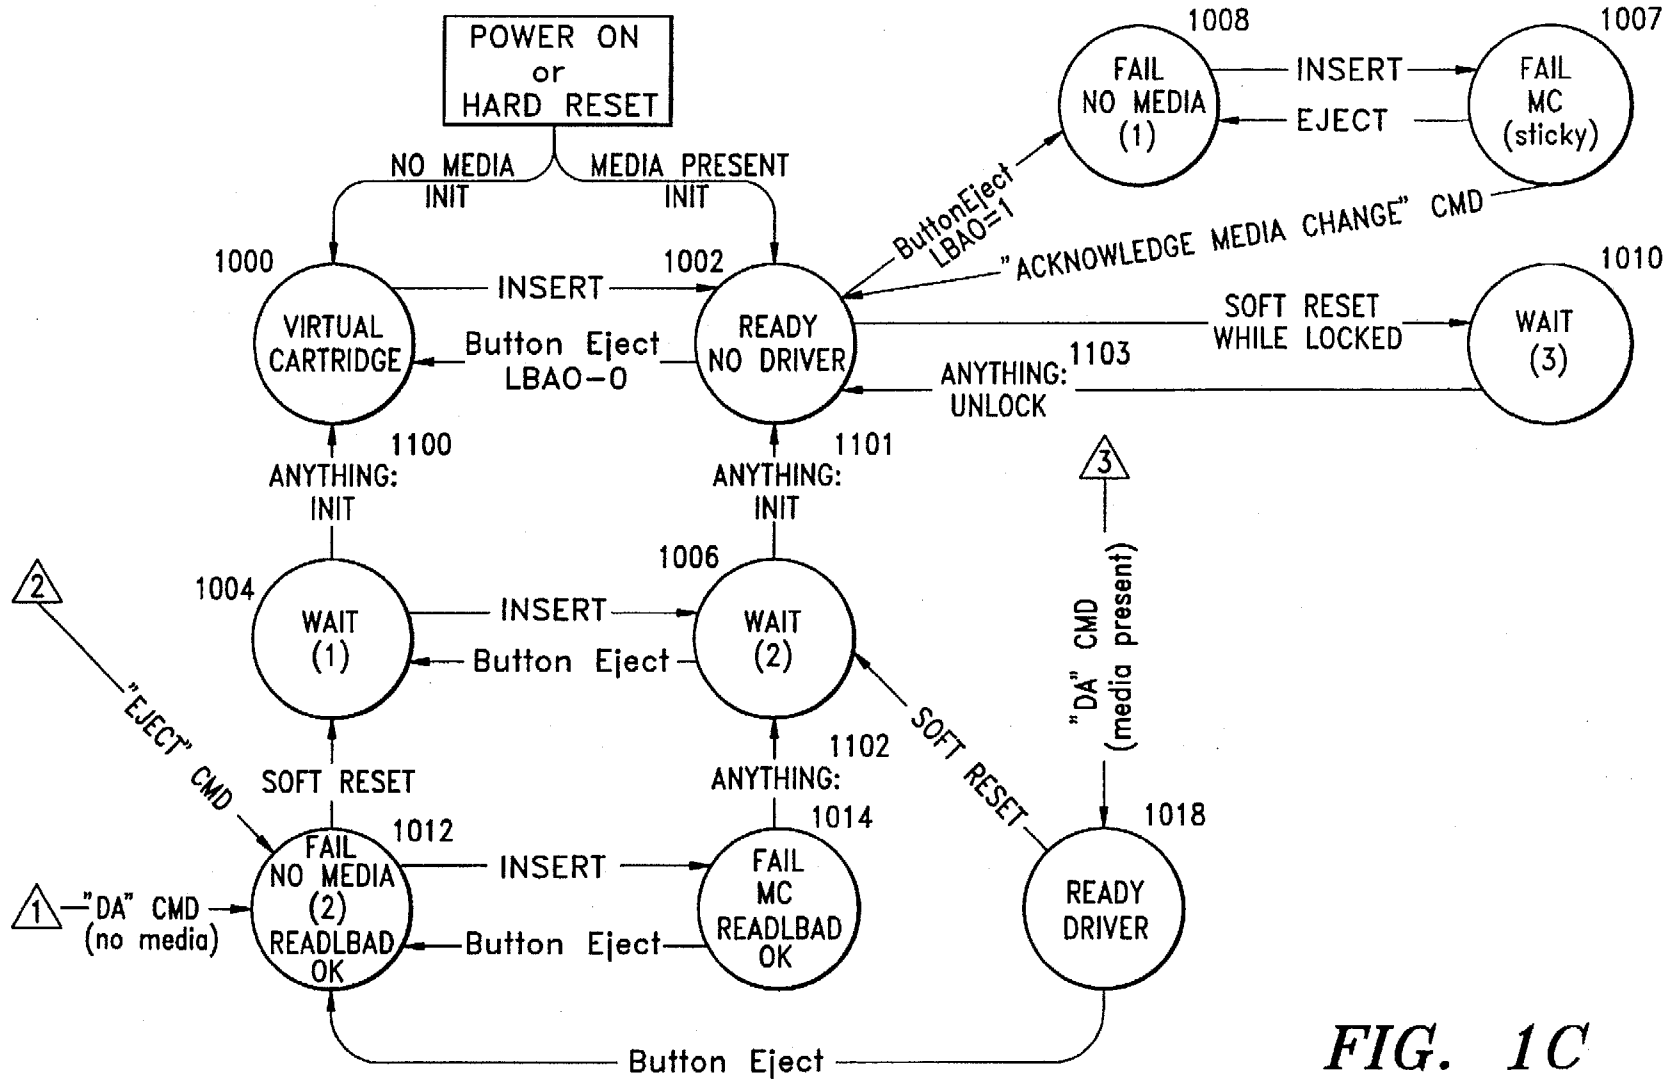 POWER ON
or
HARD RESET
NO MEDIA
INIT
MEDIA PRESENT
INIT
1008
FAIL
NO MEDIA
(1)
INSERT
EJECT
1007
FAIL
MC
(sticky)
ButtonEject
LBAO=1
"ACKNOWLEDGE MEDIA CHANGE" CMD
1000
VIRTUAL
CARTRIDGE
INSERT
Button Eject
LBAO-0
1002
READY
NO DRIVER
SOFT RESET
WHILE LOCKED
1103
ANYTHING:
UNLOCK
1010
WAIT
(3)
1100
ANYTHING:
INIT
1101
ANYTHING:
INIT
3
"DA" CMD
(media present)
2
"EJECT" CMD
1004
WAIT
(1)
INSERT
Button Eject
1006
WAIT
(2)
SOFT RESET
SOFT RESET
1102
ANYTHING:
1
"DA" CMD
(no media)
1012
FAIL
NO MEDIA
(2)
READLBAD
OK
INSERT
Button Eject
1014
FAIL
MC
READLBAD
OK
1018
READY
DRIVER
Button Eject
FIG. 1C